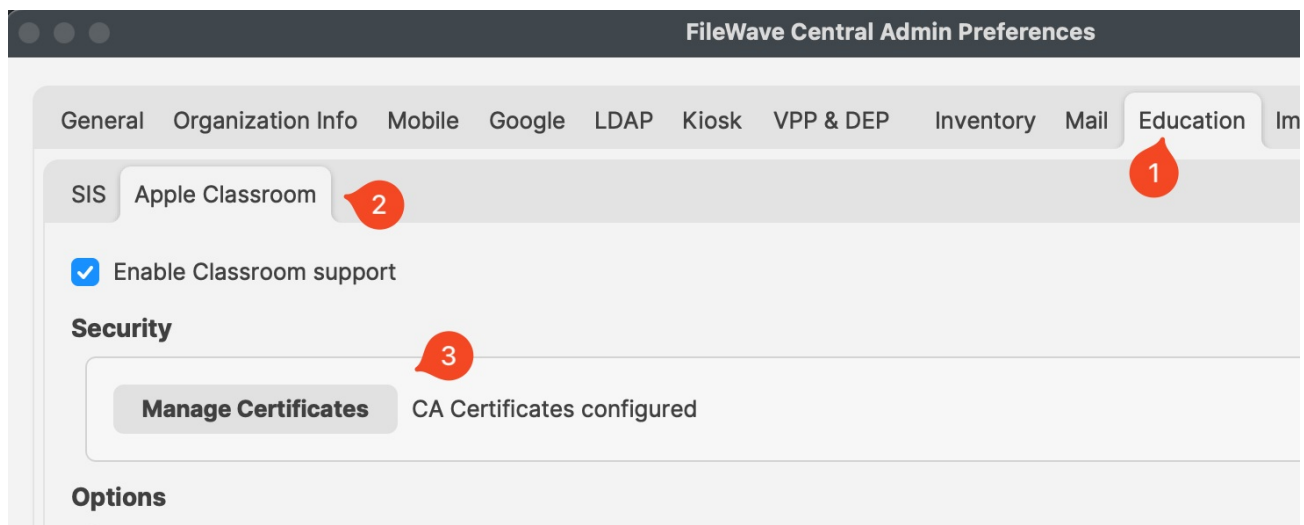 FileWave Central Admin Preferences
General Organization Info Mobile Google LDAP Kiosk VPP & DEP Inventory Mail Education Im
1
SIS Apple Classroom 2
Enable Classroom support
Security
3
Manage Certificates CA Certificates configured
Options